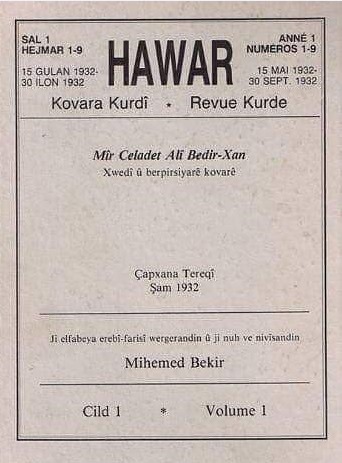 SAL 1
HEJMAR 1-9
15 GULAN 1932-
30 ILON 1932
HAWAR
ANNÉ 1
NUMEROS 1-9
15 MAI 1932-
30 SEPT. 1932
Kovara Kurdî * Revue Kurde
Mîr Celadet Alî Bedir-Xan
Xwedî û berpirsiyarê kovarê
Çapxana Tereqî
Şam 1932
Ji elfabeya erebî-farisî wergerandin û ji nuh ve nivîsandin
Mihemed Bekir
Cild 1 * Volume 1